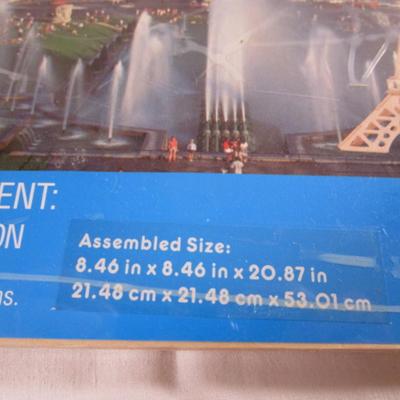 ENT:
ON
ns.
Assembled Size:
8.46 in x 8.46 in x 20.87 in
21.48 cm x 21.48 cm x 53.01 cm